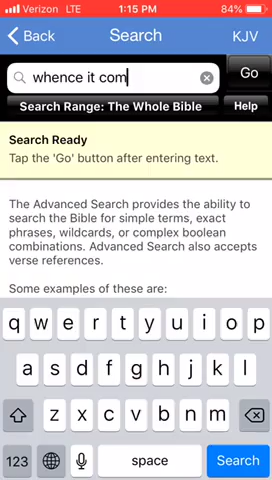 Verizon LTE 1:15 PM 84%
Back Search KJV
whence it com Go
Search Range: The Whole Bible Help
Search Ready
Tap the 'Go' button after entering text.
The Advanced Search provides the ability to
search the Bible for simple terms, exact
phrases, wildcards, or complex boolean
combinations. Advanced Search also accepts
verse references.
Some examples of these are:
q w e r t y u i o p
a s d f g h j k l
z x c v b n m
123 space Search